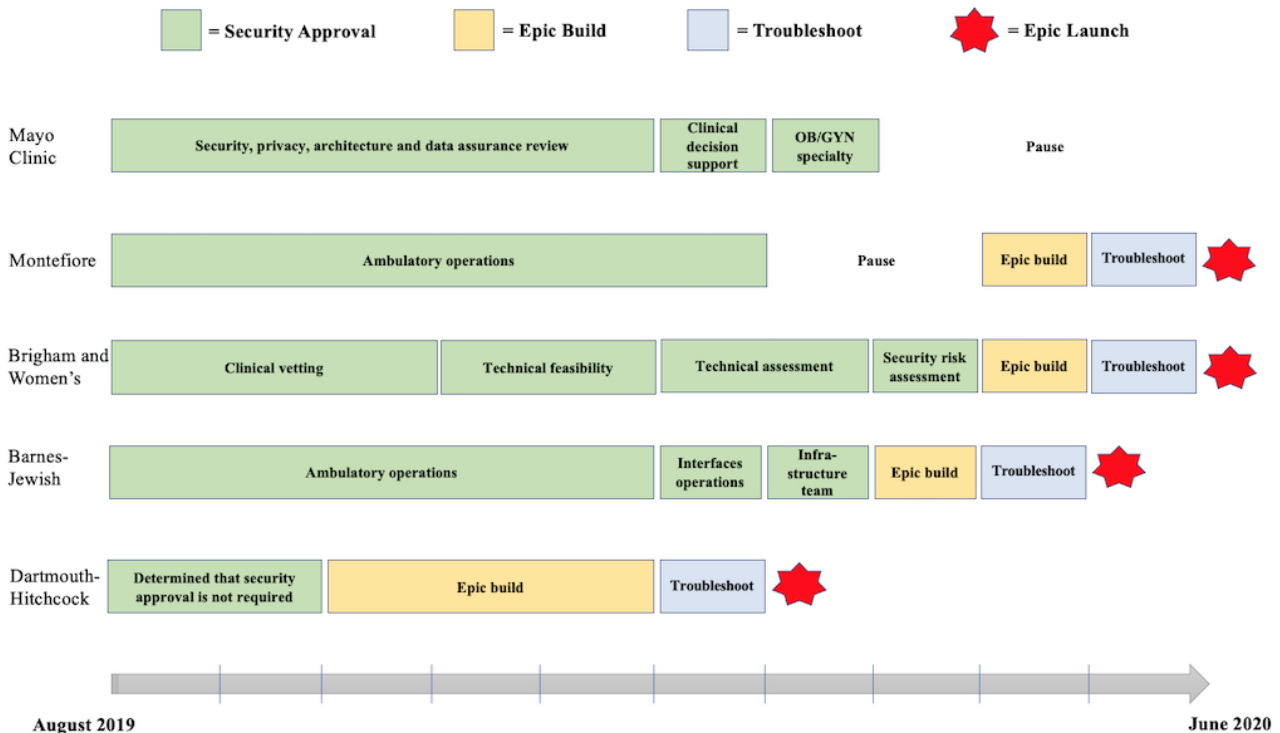 = Security Approval
= Epic Build
= Troubleshoot
= Epic Launch
Mayo
Clinic
Security, privacy, architecture and data assurance review
Clinical
decision
support
OB/GYN
specialty
Pause
Montefiore
Ambulatory operations
Pause
Epic build
Troubleshoot
Brigham and
Women's
Clinical vetting
Technical feasibility
Technical assessment
Security risk
assessment
Epic build
Troubleshoot
Barnes-
Jewish
Ambulatory operations
Interfaces
operations
Infra-
structure
team
Epic build
Troubleshoot
Dartmouth-
Hitchcock
Determined that security
approval is not required
Epic build
Troubleshoot
August 2019
June 2020